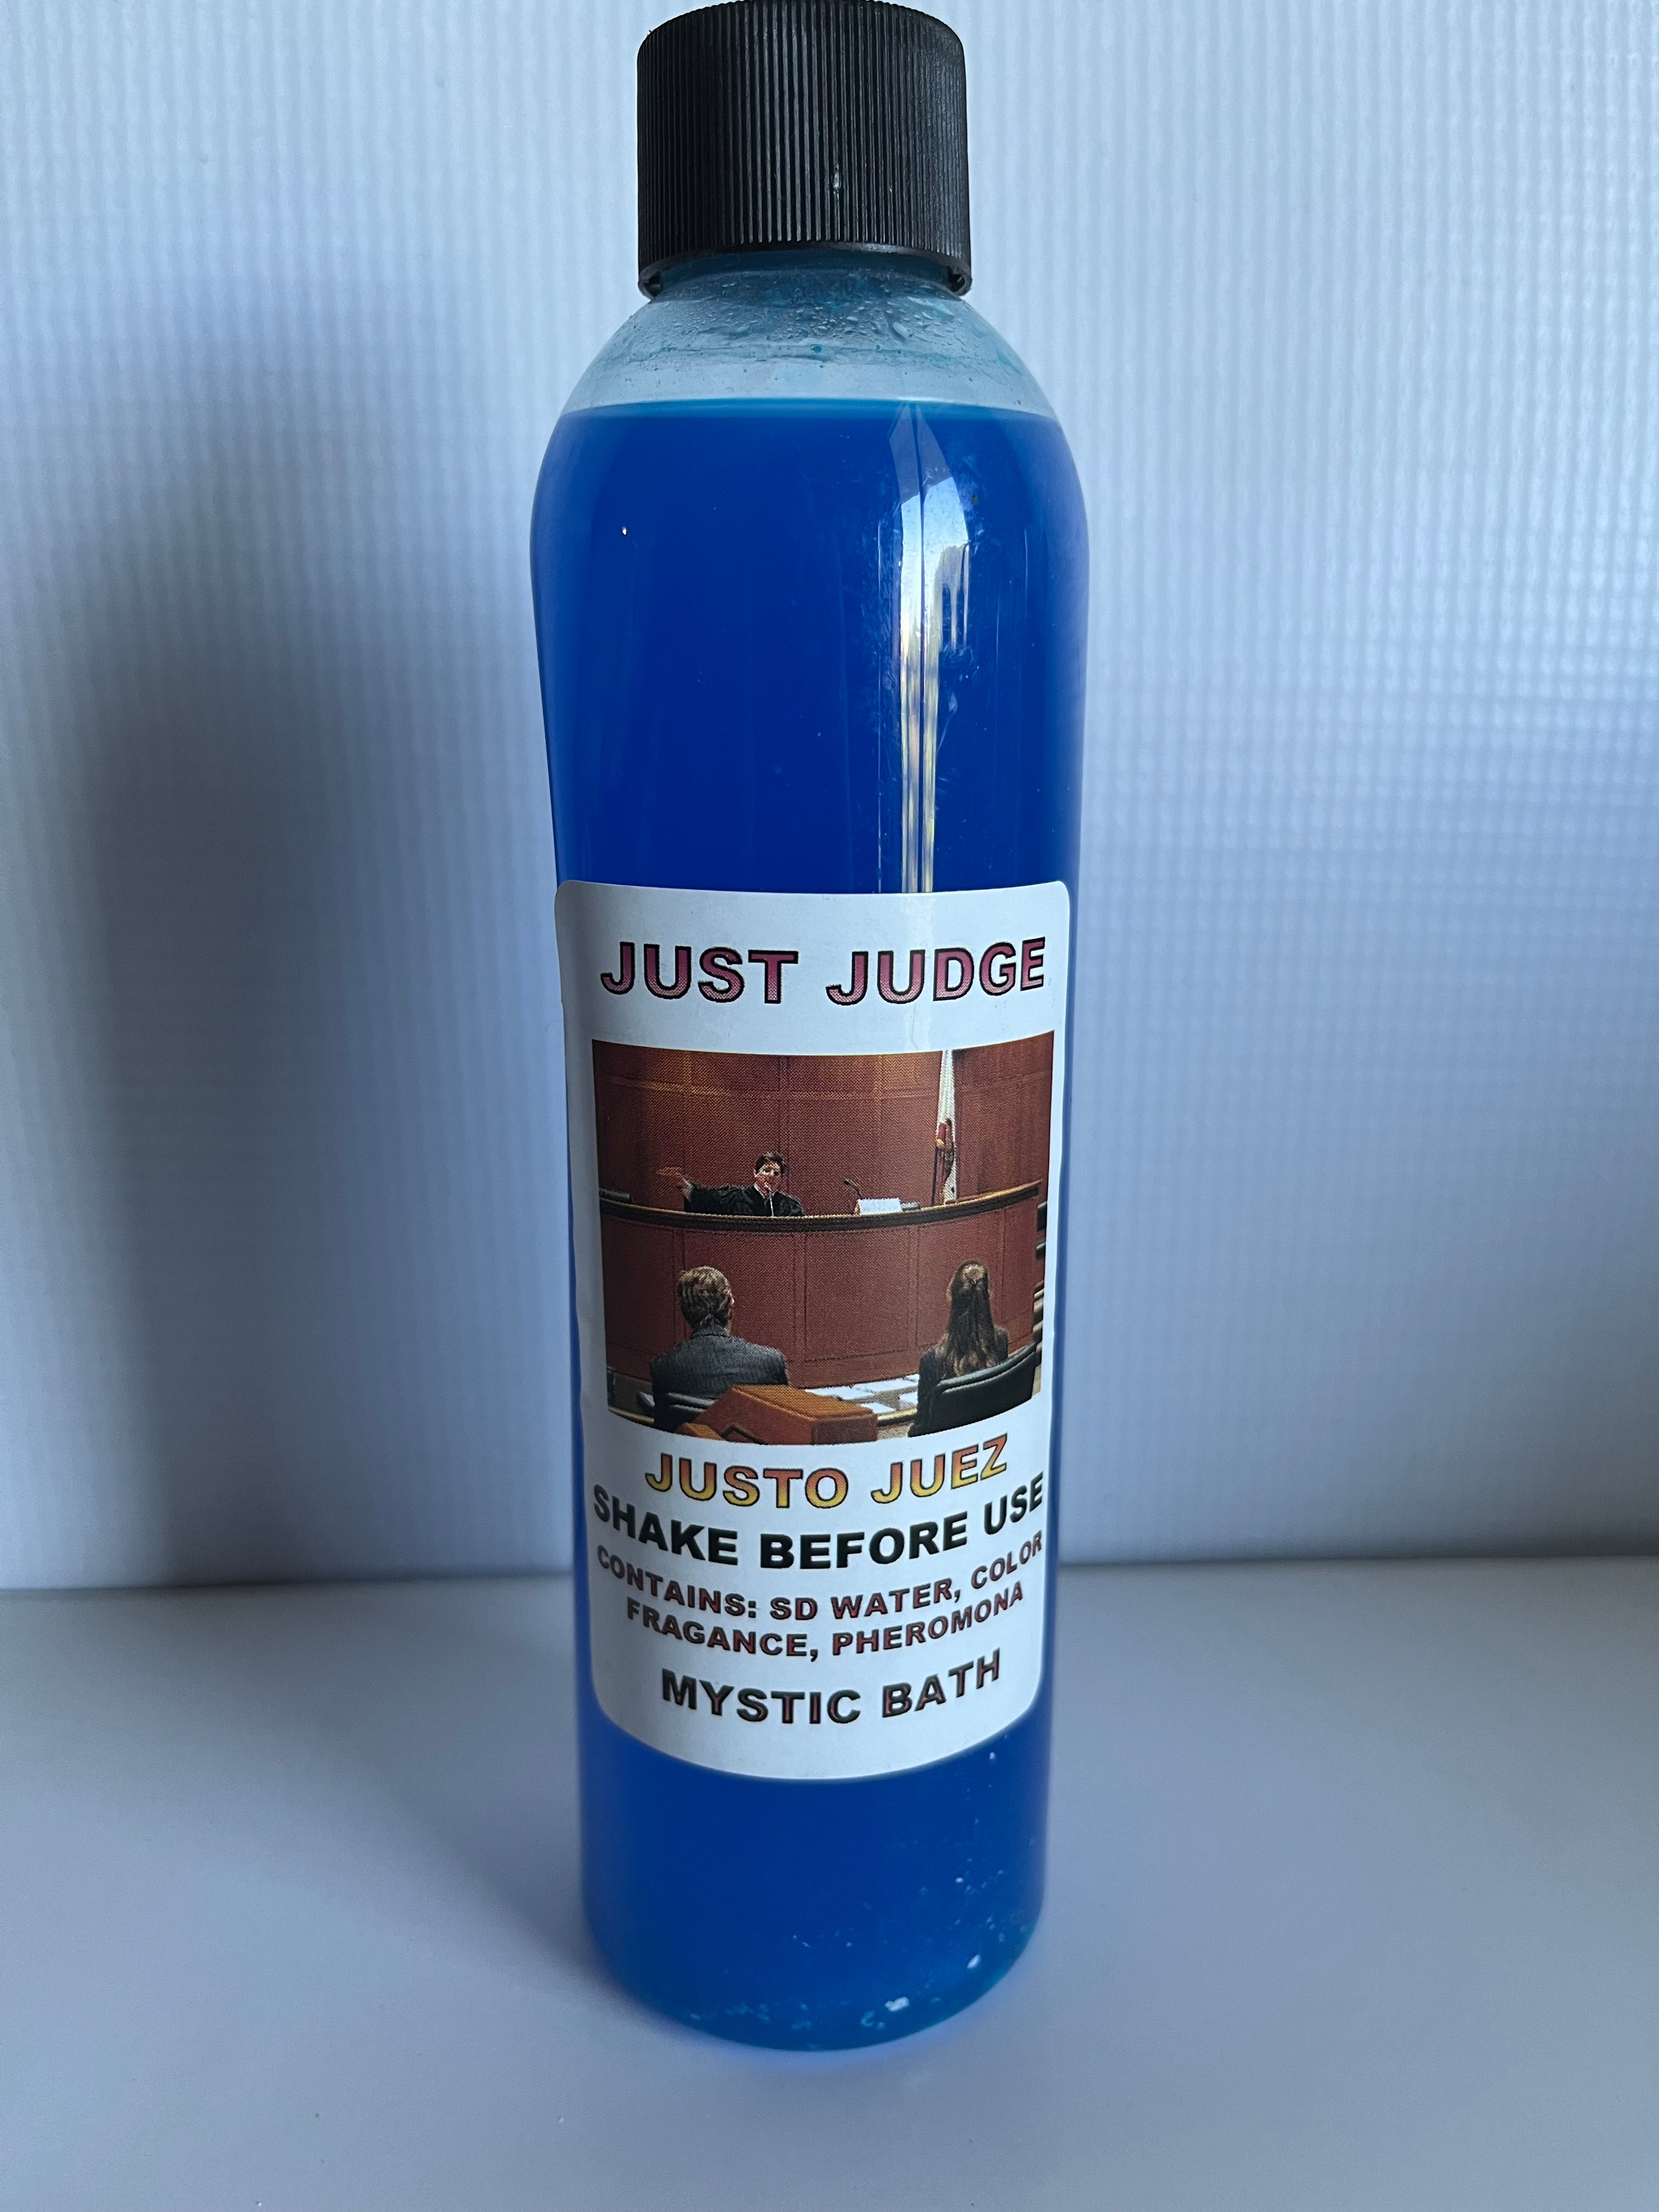 JUST JUDGE
JUSTO JUEZ
SHAKE BEFORE USE
CONTAINS: SD WATER, COLOR
FRAGANCE, PHEROMONA
MYSTIC BATH